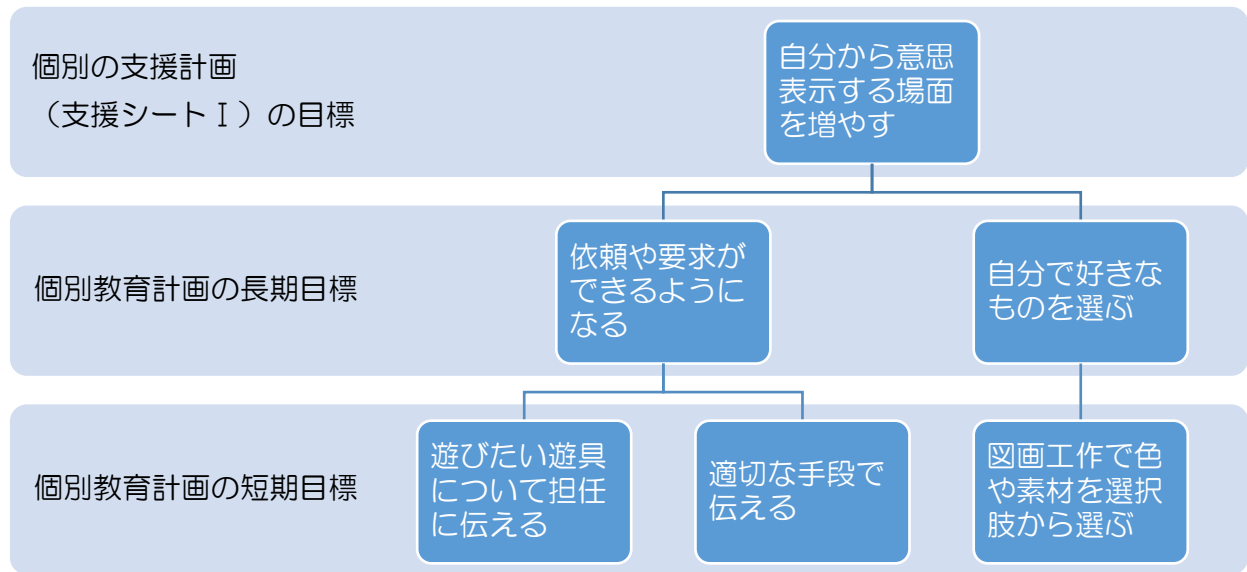 個別の支援計画
（支援シートⅠ）の目標
自分から意思
表示する場面
を増やす
個別教育計画の長期目標
依頼や要求が
できるように
なる
自分で好きな
ものを選ぶ
個別教育計画の短期目標
遊びたい遊具
について担任
に伝える
適切な手段で
伝える
図画工作で色
や素材を選択
肢から選ぶ